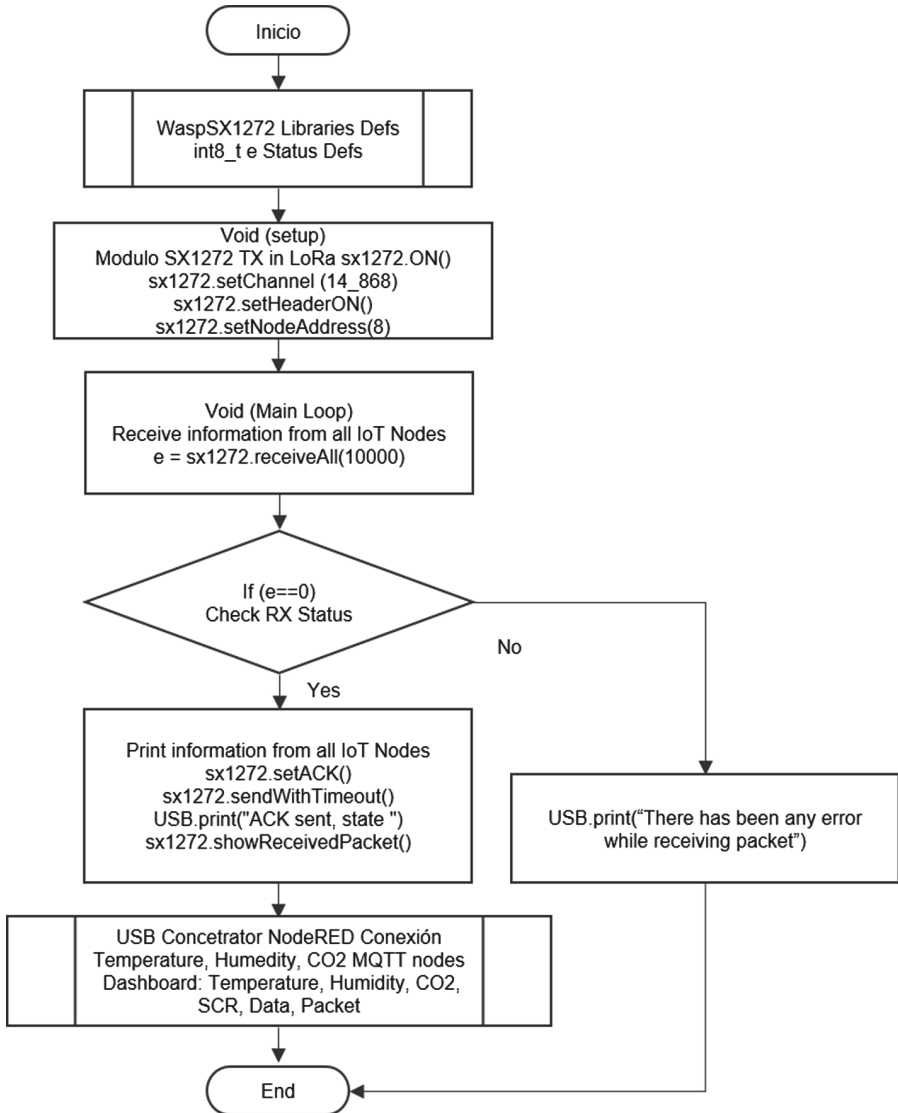 Inicio
WaspSX1272 Libraries Defs
int8_t e Status Defs
Void (setup)
Modulo SX1272 TX in LoRa sx1272.ON()
sx1272.setChannel (14_868)
sx1272.setHeaderON()
sx1272.setNodeAddress(8)
Void (Main Loop)
Receive information from all IoT Nodes
e = sx1272.receiveAll(10000)
If (e==0)
Check RX Status
No
Yes
Print information from all IoT Nodes
sx1272.setACK()
sx1272.sendWithTimeout()
USB.print("ACK sent, state ")
sx1272.showReceivedPacket()
USB.print(“There has been any error
while receiving packet”)
USB Concetrator NodeRED Conexión
Temperature, Humedity, CO2 MQTT nodes
Dashboard: Temperature, Humidity, CO2,
SCR, Data, Packet
End